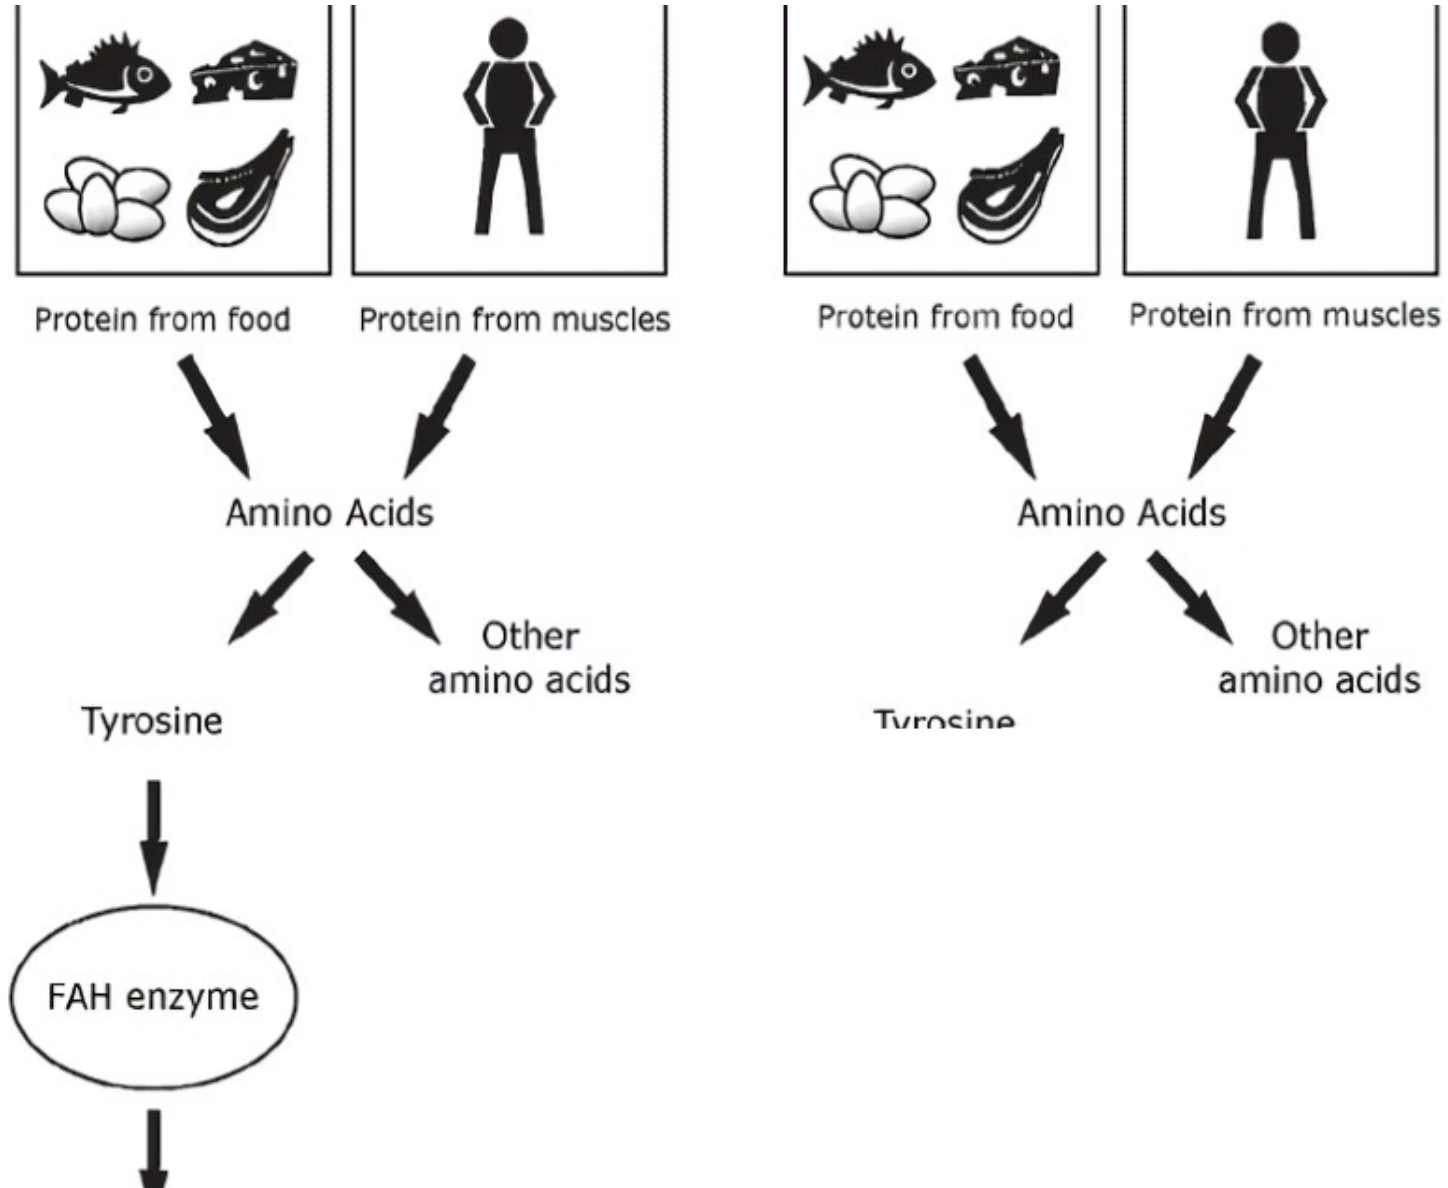 Protein from food
Protein from muscles
Amino Acids
Other
amino acids
Tyrosine
FAH enzyme
Protein from food
Protein from muscles
Amino Acids
Other
amino acids
Tyrosine